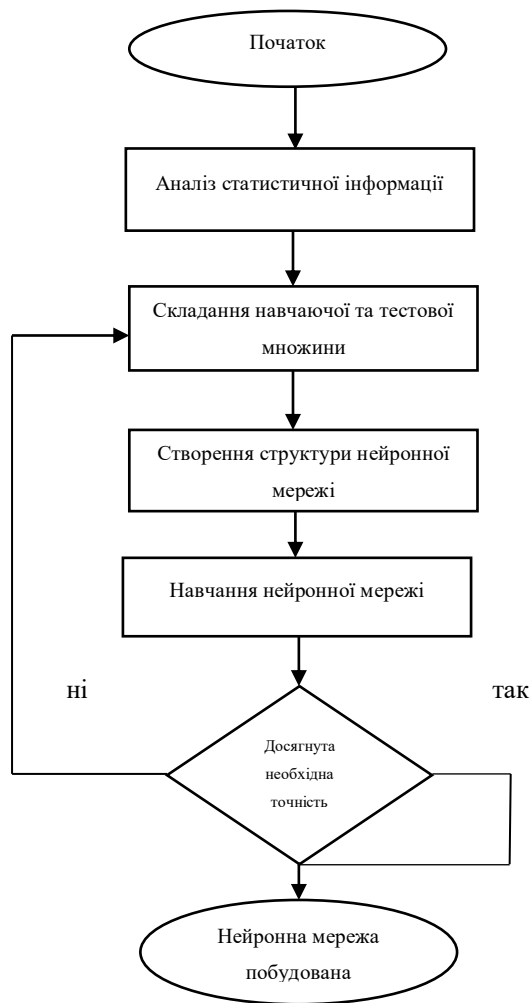 Початок
Аналіз статистичної інформації
Складання навчаючої та тестової
множини
Створення структури нейронної
мережі
Навчання нейронної мережі
ні
так
Досягнута
необхідна
точність
Нейронна мережа
побудована